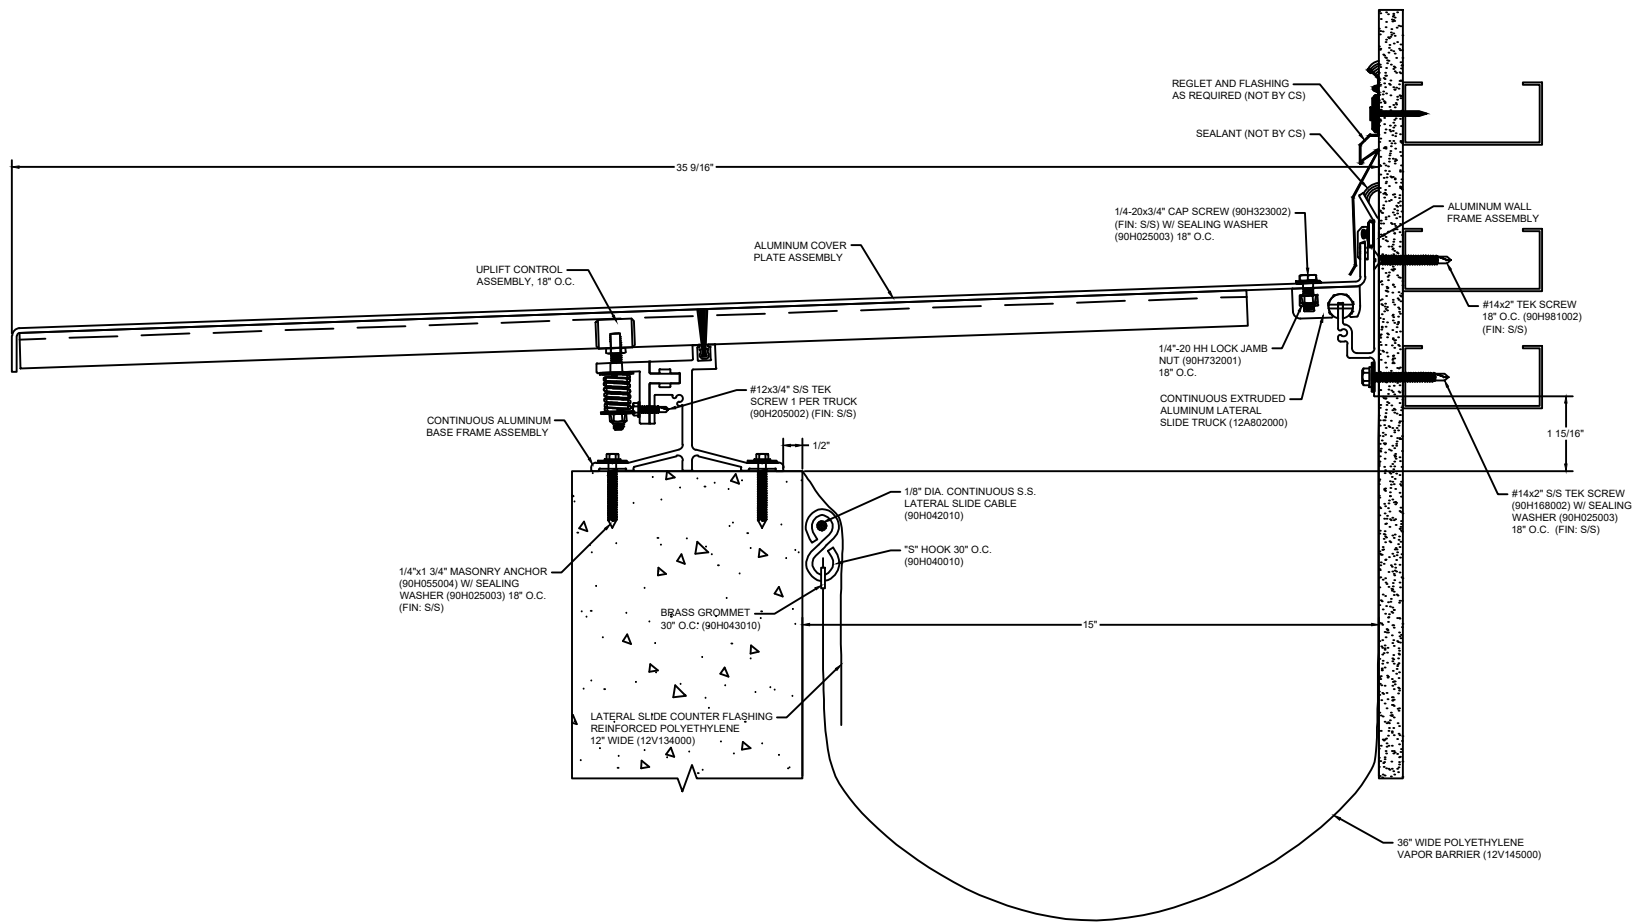 REGLET AND FLASHING
AS REQUIRED (NOT BY CS)
SEALANT (NOT BY CS)
35 9/16"
1/4-20x3/4" CAP SCREW (90H323002)
(FIN: S/S) W/ SEALING WASHER
(90H025003) 18" O.C.
ALUMINUM WALL
FRAME ASSEMBLY
ALUMINUM COVER
PLATE ASSEMBLY
UPLIFT CONTROL
ASSEMBLY, 18" O.C.
#14x2" TEK SCREW
18" O.C. (90H981002)
(FIN: S/S)
1/4"-20 HH LOCK JAMB
NUT (90H732001)
18" O.C.
#12x3/4" S/S TEK
SCREW 1 PER TRUCK
(90H205002) (FIN: S/S)
CONTINUOUS EXTRUDED
ALUMINUM LATERAL
SLIDE TRUCK (12A802000)
CONTINUOUS ALUMINUM
BASE FRAME ASSEMBLY
1/2"
1 15/16"
1/8" DIA. CONTINUOUS S.S.
LATERAL SLIDE CABLE
(90H042010)
#14x2" S/S TEK SCREW
(90H168002) W/ SEALING
WASHER (90H025003)
18" O.C. (FIN: S/S)
"S" HOOK 30" O.C.
(90H040010)
1/4"x1 3/4" MASONRY ANCHOR
(90H055004) W/ SEALING
WASHER (90H025003) 18" O.C.
(FIN: S/S)
BRASS GROMMET
30" O.C. (90H043010)
15"
LATERAL SLIDE COUNTER FLASHING
REINFORCED POLYETHYLENE
12" WIDE (12V134000)
36" WIDE POLYETHYLENE
VAPOR BARRIER (12V145000)